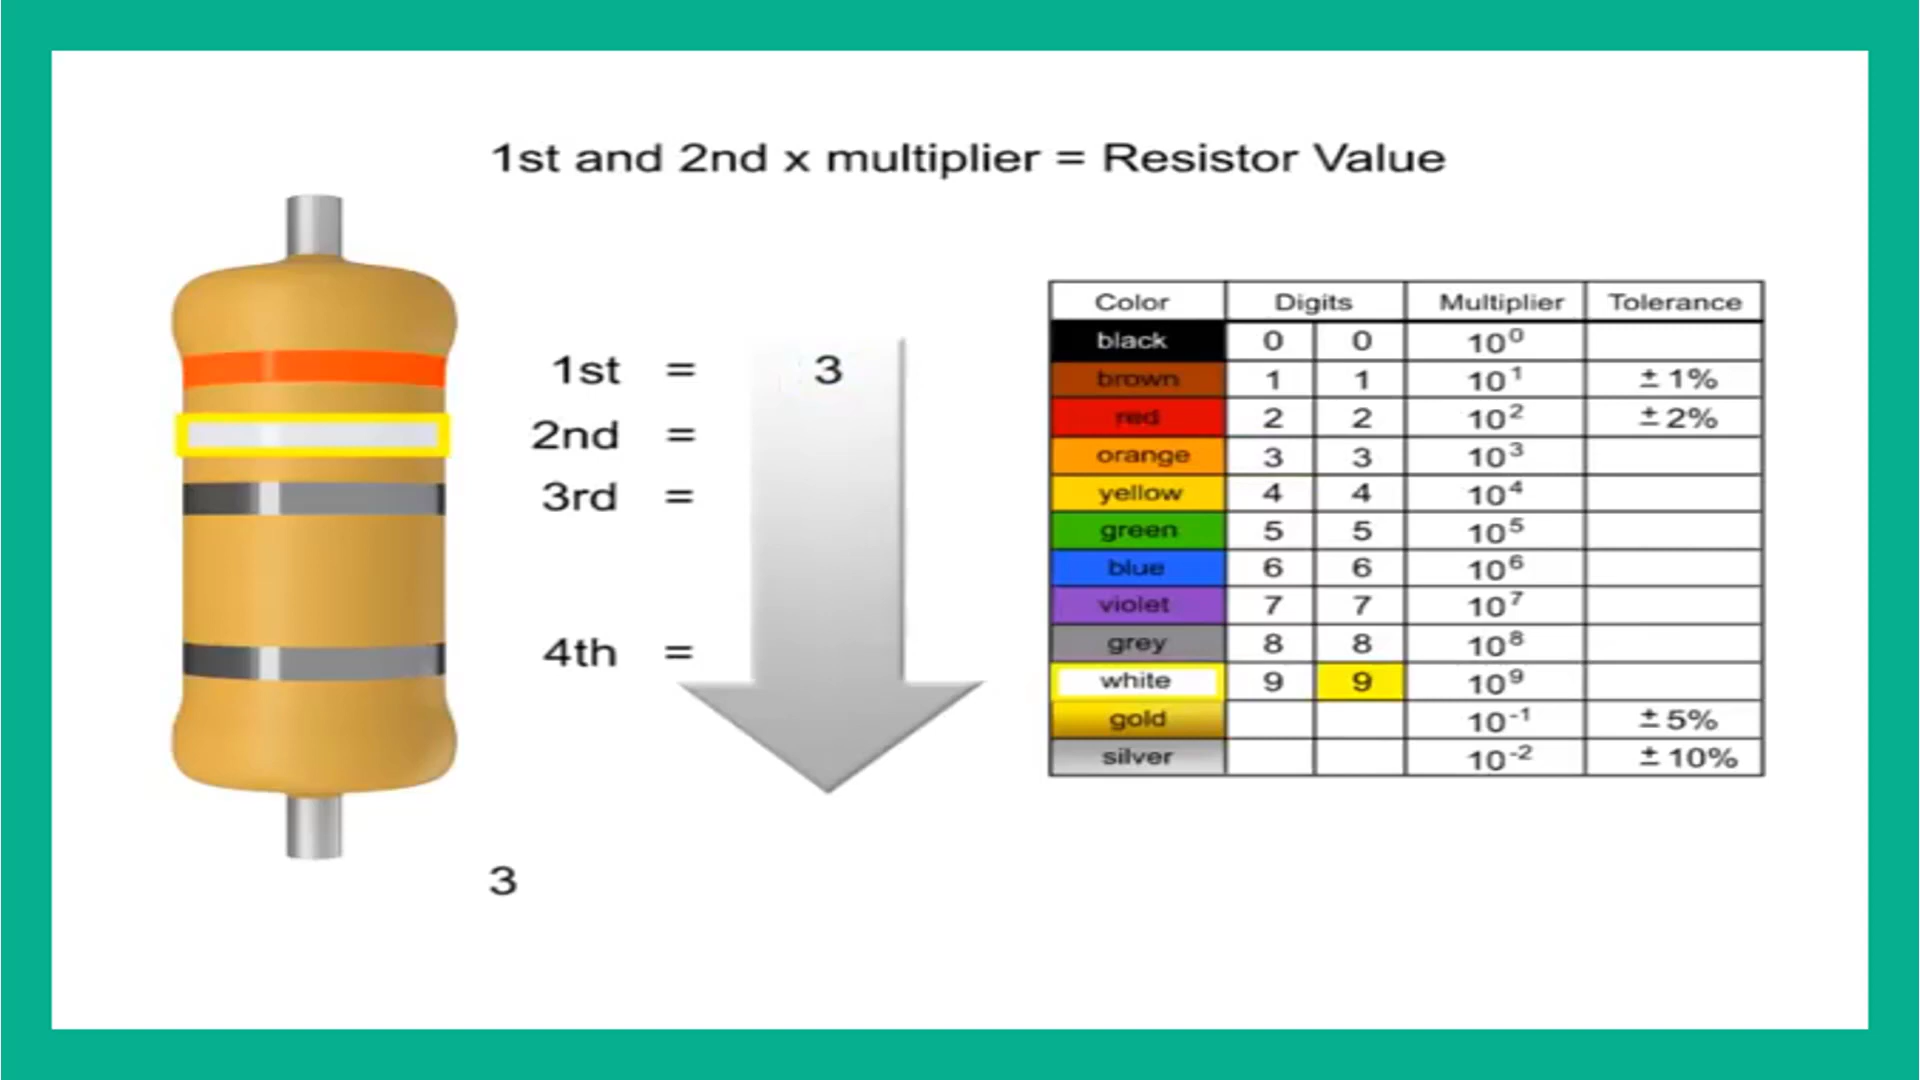 1st and 2nd x multiplier = Resistor Value
1st = 3
2nd =
3rd =
4th =
3
Color Digits Multiplier Tolerance
black 0 0 10⁰
brown 1 1 10¹ ± 1%
red 2 2 10² ± 2%
orange 3 3 10³
yellow 4 4 10⁴
green 5 5 10⁵
blue 6 6 10⁶
violet 7 7 10⁷
grey 8 8 10⁸
white 9 9 10⁹
gold 10⁻¹ ± 5%
silver 10⁻² ± 10%